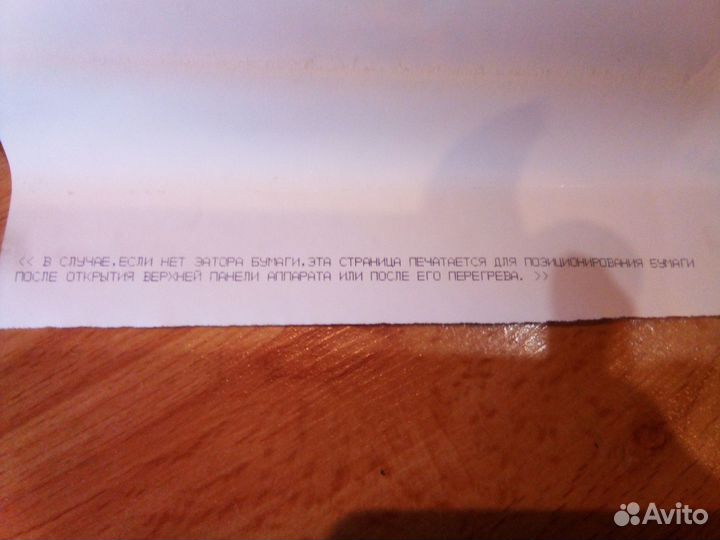 << В СЛУЧАЕ,ЕСЛИ НЕТ ЗАТОРА БУМАГИ,ЭТА СТРАНИЦА ПЕЧАТАЕТСЯ ДЛЯ ПОЗИЦИОНИРОВАНИЯ БУМАГИ
ПОСЛЕ ОТКРЫТИЯ ВЕРХНЕЙ ПАНЕЛИ АППАРАТА ИЛИ ПОСЛЕ ЕГО ПЕРЕГРЕВА. >>
Avito